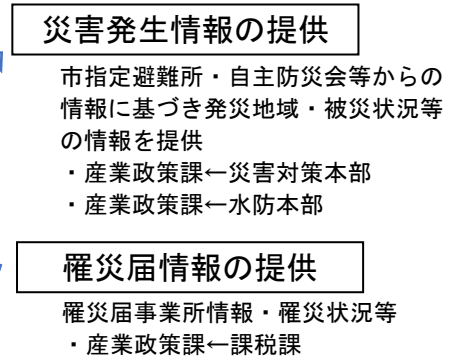 災害発生情報の提供
市指定避難所・自主防災会等からの
情報に基づき発災地域・被災状況等
の情報を提供
・産業政策課←災害対策本部
・産業政策課←水防本部
罹災届情報の提供
罹災届事業所情報・罹災状況等
・産業政策課←課税課